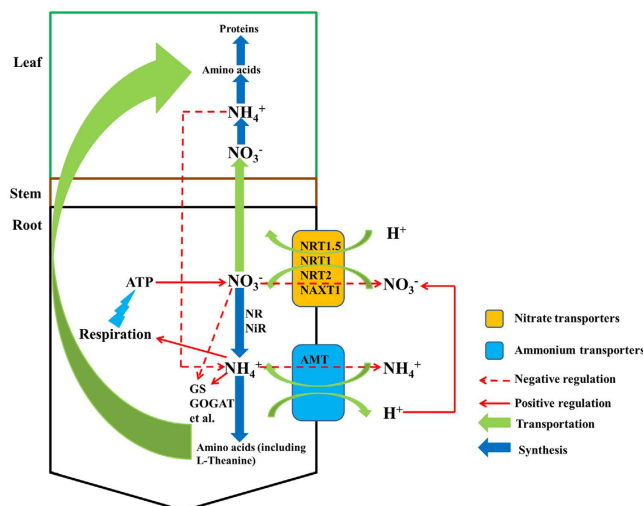 Proteins
Leaf
Amino acids
NH₄⁺
NO₃⁻
Stem
Root
H⁺
NRT1.5
NRT1
NRT2
NAXT1
ATP
NO₃⁻
NO₃⁻
NR
NiR
Respiration
NH₄⁺
AMT
NH₄⁺
GS
GOGAT
et al.
H⁺
Amino acids (including
L-Theanine)
Nitrate transporters
Ammonium transporters
Negative regulation
Positive regulation
Transportation
Synthesis